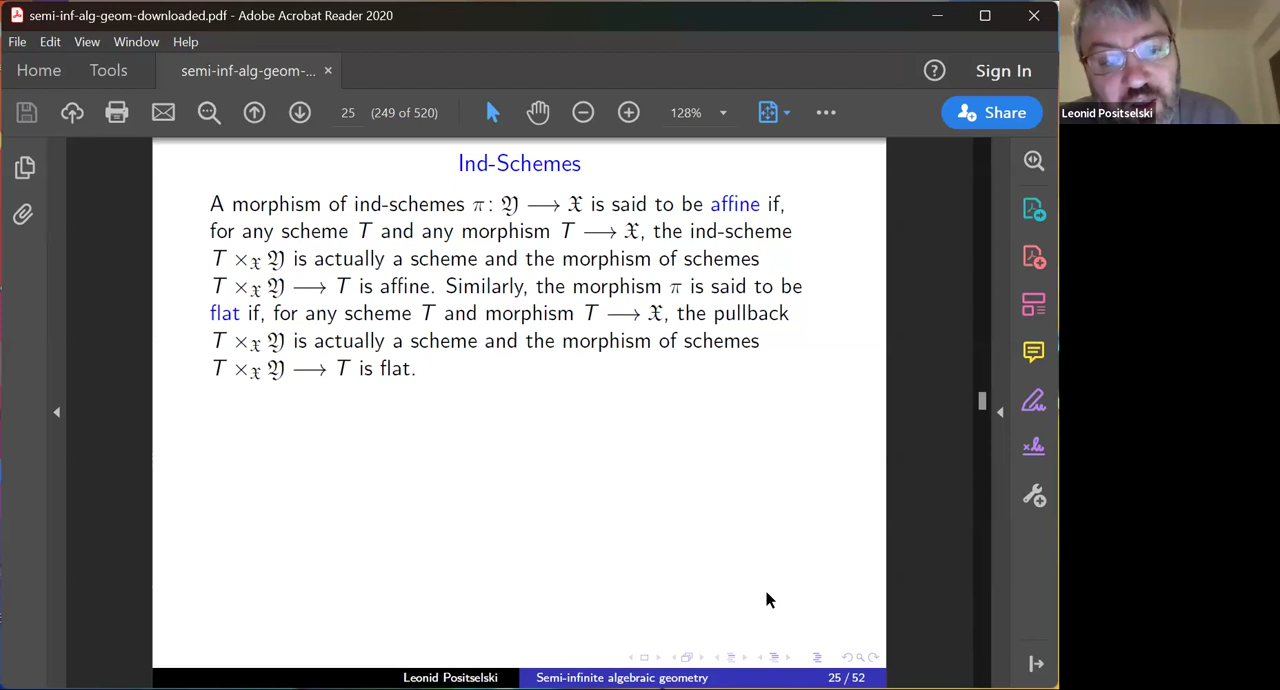 semi-inf-alg-geom-downloaded.pdf - Adobe Acrobat Reader 2020
File Edit View Window Help
Home Tools semi-inf-alg-geom-... × Sign In
25 (249 of 520) 128% Share
Leonid Positselski
Ind-Schemes
A morphism of ind-schemes π: 𝔜 ⟶ 𝔛 is said to be affine if,
for any scheme T and any morphism T ⟶ 𝔛, the ind-scheme
T ×_𝔛 𝔜 is actually a scheme and the morphism of schemes
T ×_𝔛 𝔜 ⟶ T is affine. Similarly, the morphism π is said to be
flat if, for any scheme T and morphism T ⟶ 𝔛, the pullback
T ×_𝔛 𝔜 is actually a scheme and the morphism of schemes
T ×_𝔛 𝔜 ⟶ T is flat.
Leonid Positselski Semi-infinite algebraic geometry 25 / 52